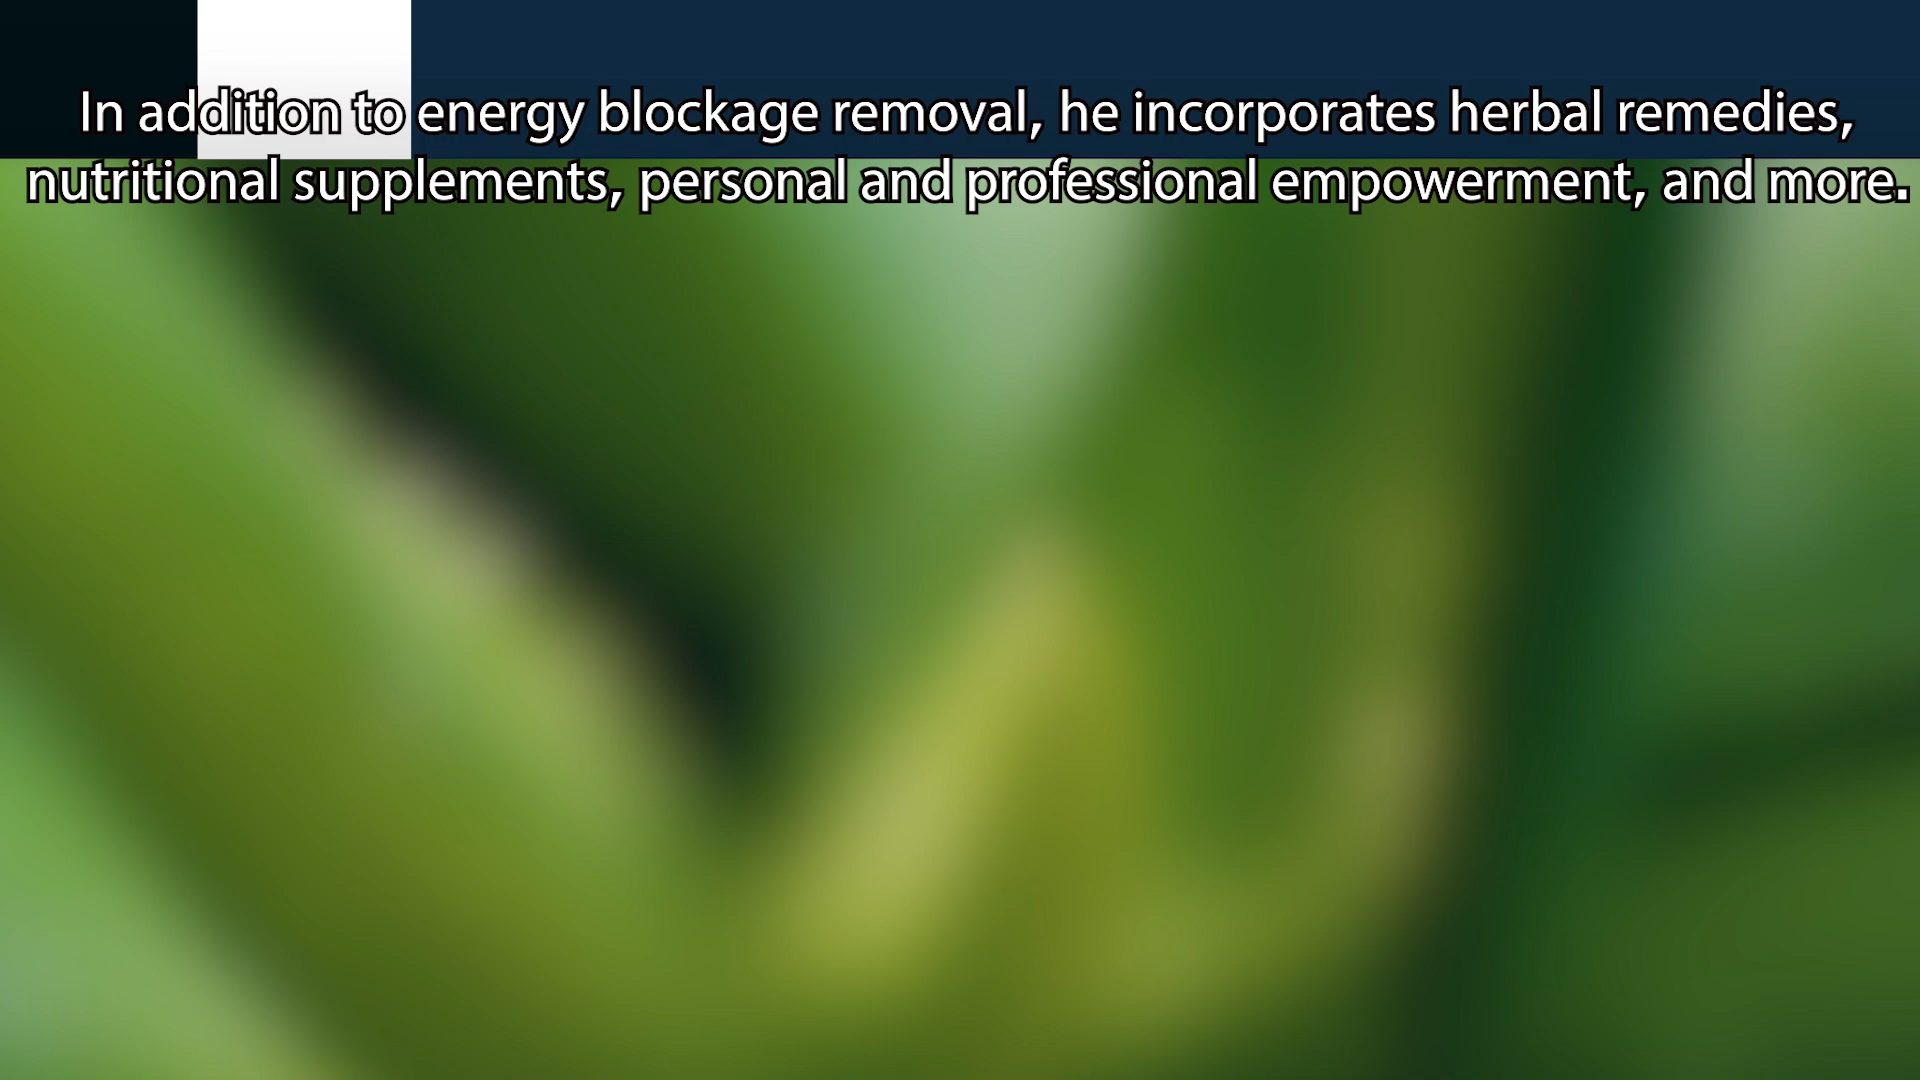 In addition to energy blockage removal, he incorporates herbal remedies,
nutritional supplements, personal and professional empowerment, and more.